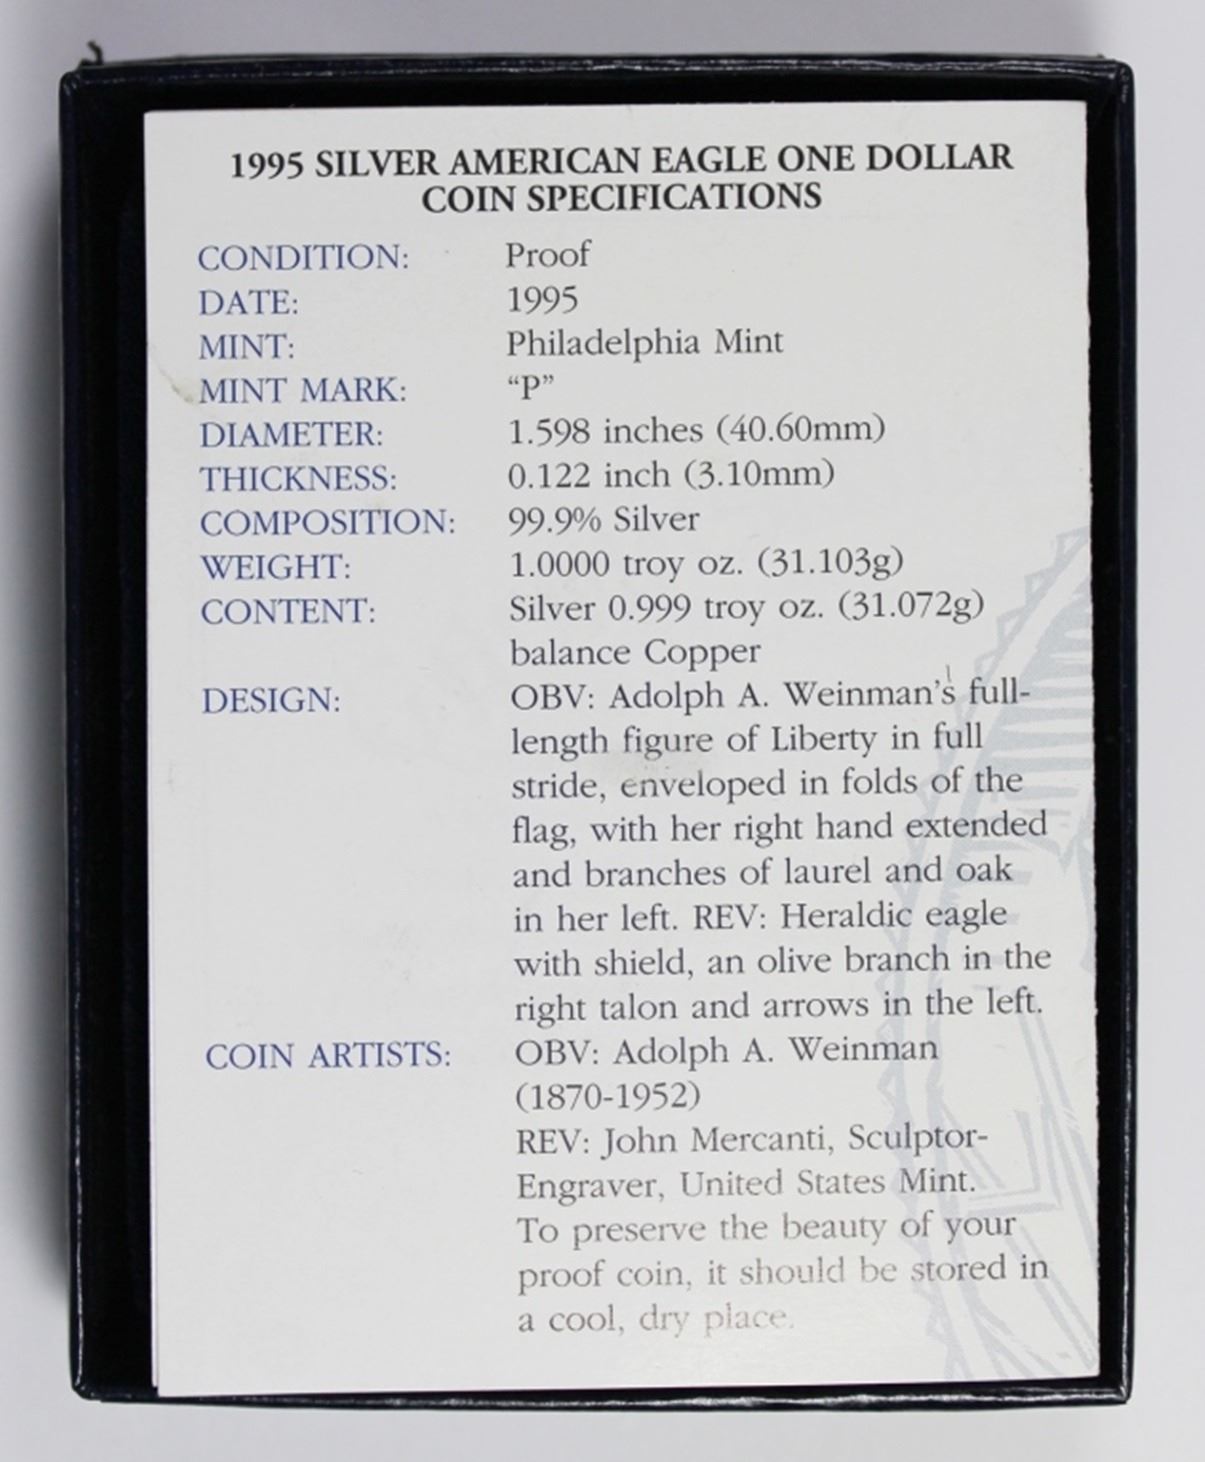 1995 SILVER AMERICAN EAGLE ONE DOLLAR
COIN SPECIFICATIONS
CONDITION: Proof
DATE: 1995
MINT: Philadelphia Mint
MINT MARK: “P”
DIAMETER: 1.598 inches (40.60mm)
THICKNESS: 0.122 inch (3.10mm)
COMPOSITION: 99.9% Silver
WEIGHT: 1.0000 troy oz. (31.103g)
CONTENT: Silver 0.999 troy oz. (31.072g)
balance Copper
DESIGN: OBV: Adolph A. Weinman’s full-
length figure of Liberty in full
stride, enveloped in folds of the
flag, with her right hand extended
and branches of laurel and oak
in her left. REV: Heraldic eagle
with shield, an olive branch in the
right talon and arrows in the left.
COIN ARTISTS: OBV: Adolph A. Weinman
(1870-1952)
REV: John Mercanti, Sculptor-
Engraver, United States Mint.
To preserve the beauty of your
proof coin, it should be stored in
a cool, dry place.